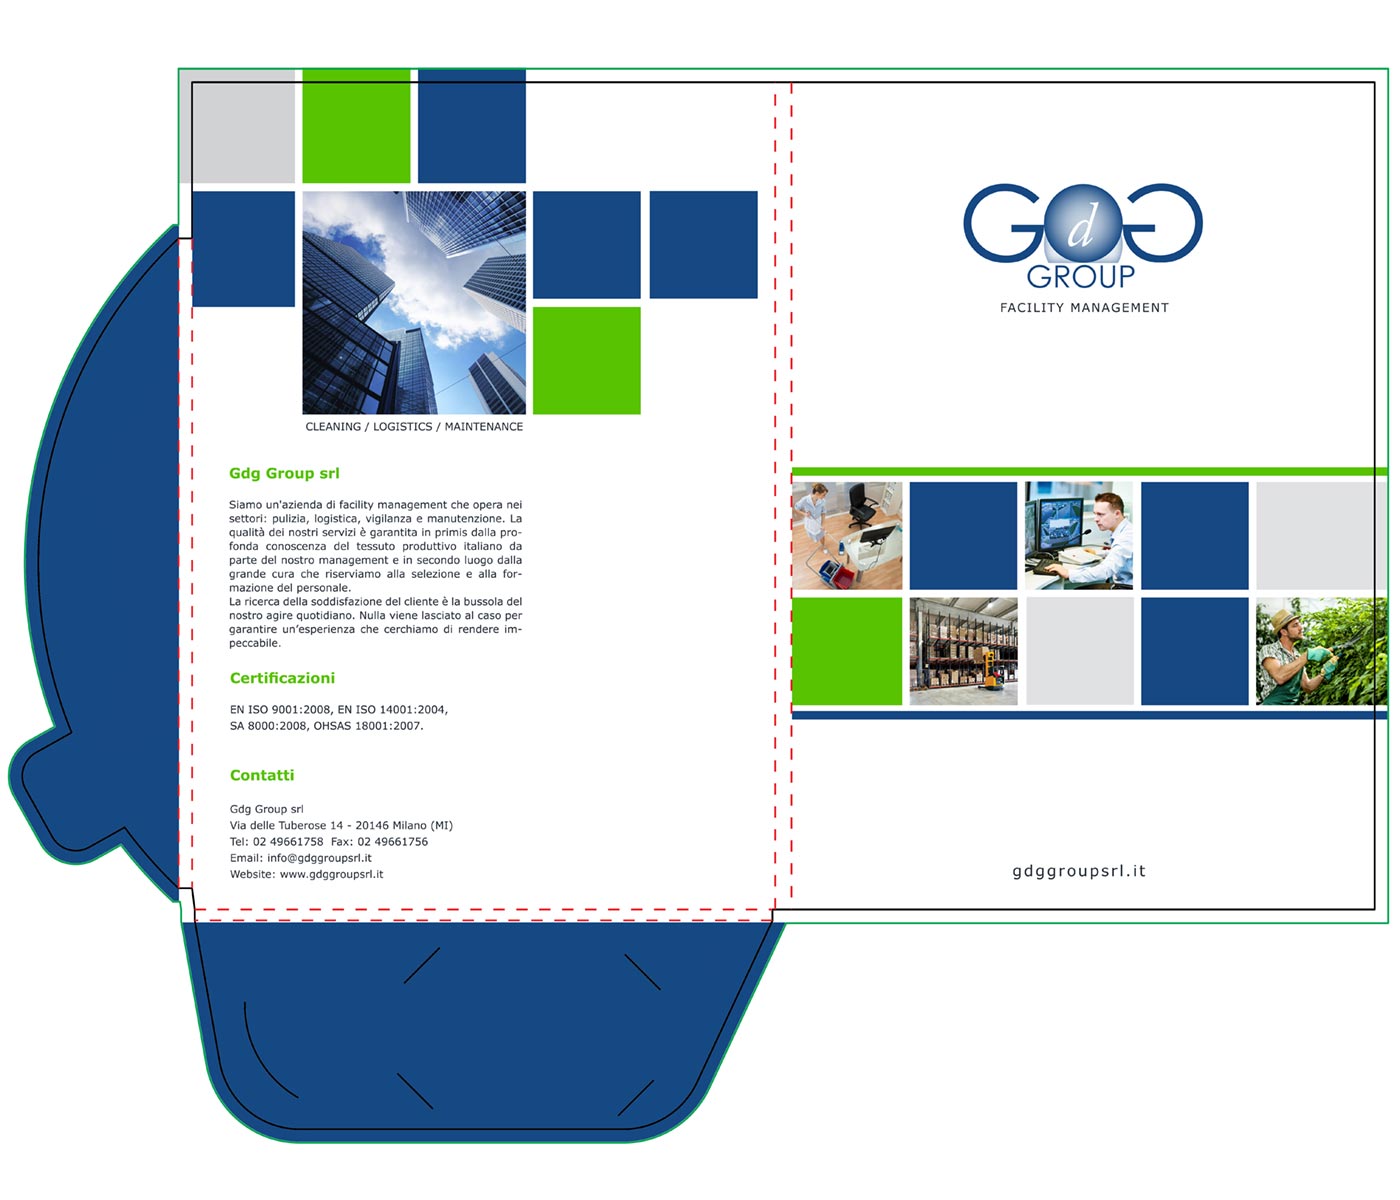 CLEANING / LOGISTICS / MAINTENANCE
Gdg Group srl
Siamo un'azienda di facility management che opera nei
settori: pulizia, logistica, vigilanza e manutenzione. La
qualità dei nostri servizi è garantita in primis dalla pro-
fonda conoscenza del tessuto produttivo italiano da
parte del nostro management e in secondo luogo dalla
grande cura che riserviamo alla selezione e alla for-
mazione del personale.
La ricerca della soddisfazione del cliente è la bussola del
nostro agire quotidiano. Nulla viene lasciato al caso per
garantire un’esperienza che cerchiamo di rendere im-
peccabile.
Certificazioni
EN ISO 9001:2008, EN ISO 14001:2004,
SA 8000:2008, OHSAS 18001:2007.
Contatti
Gdg Group srl
Via delle Tuberose 14 - 20146 Milano (MI)
Tel: 02 49661758  Fax: 02 49661756
Email: info@gdggroupsrl.it
Website: www.gdggroupsrl.it
GdG
GROUP
FACILITY MANAGEMENT
gdggroupsrl.it